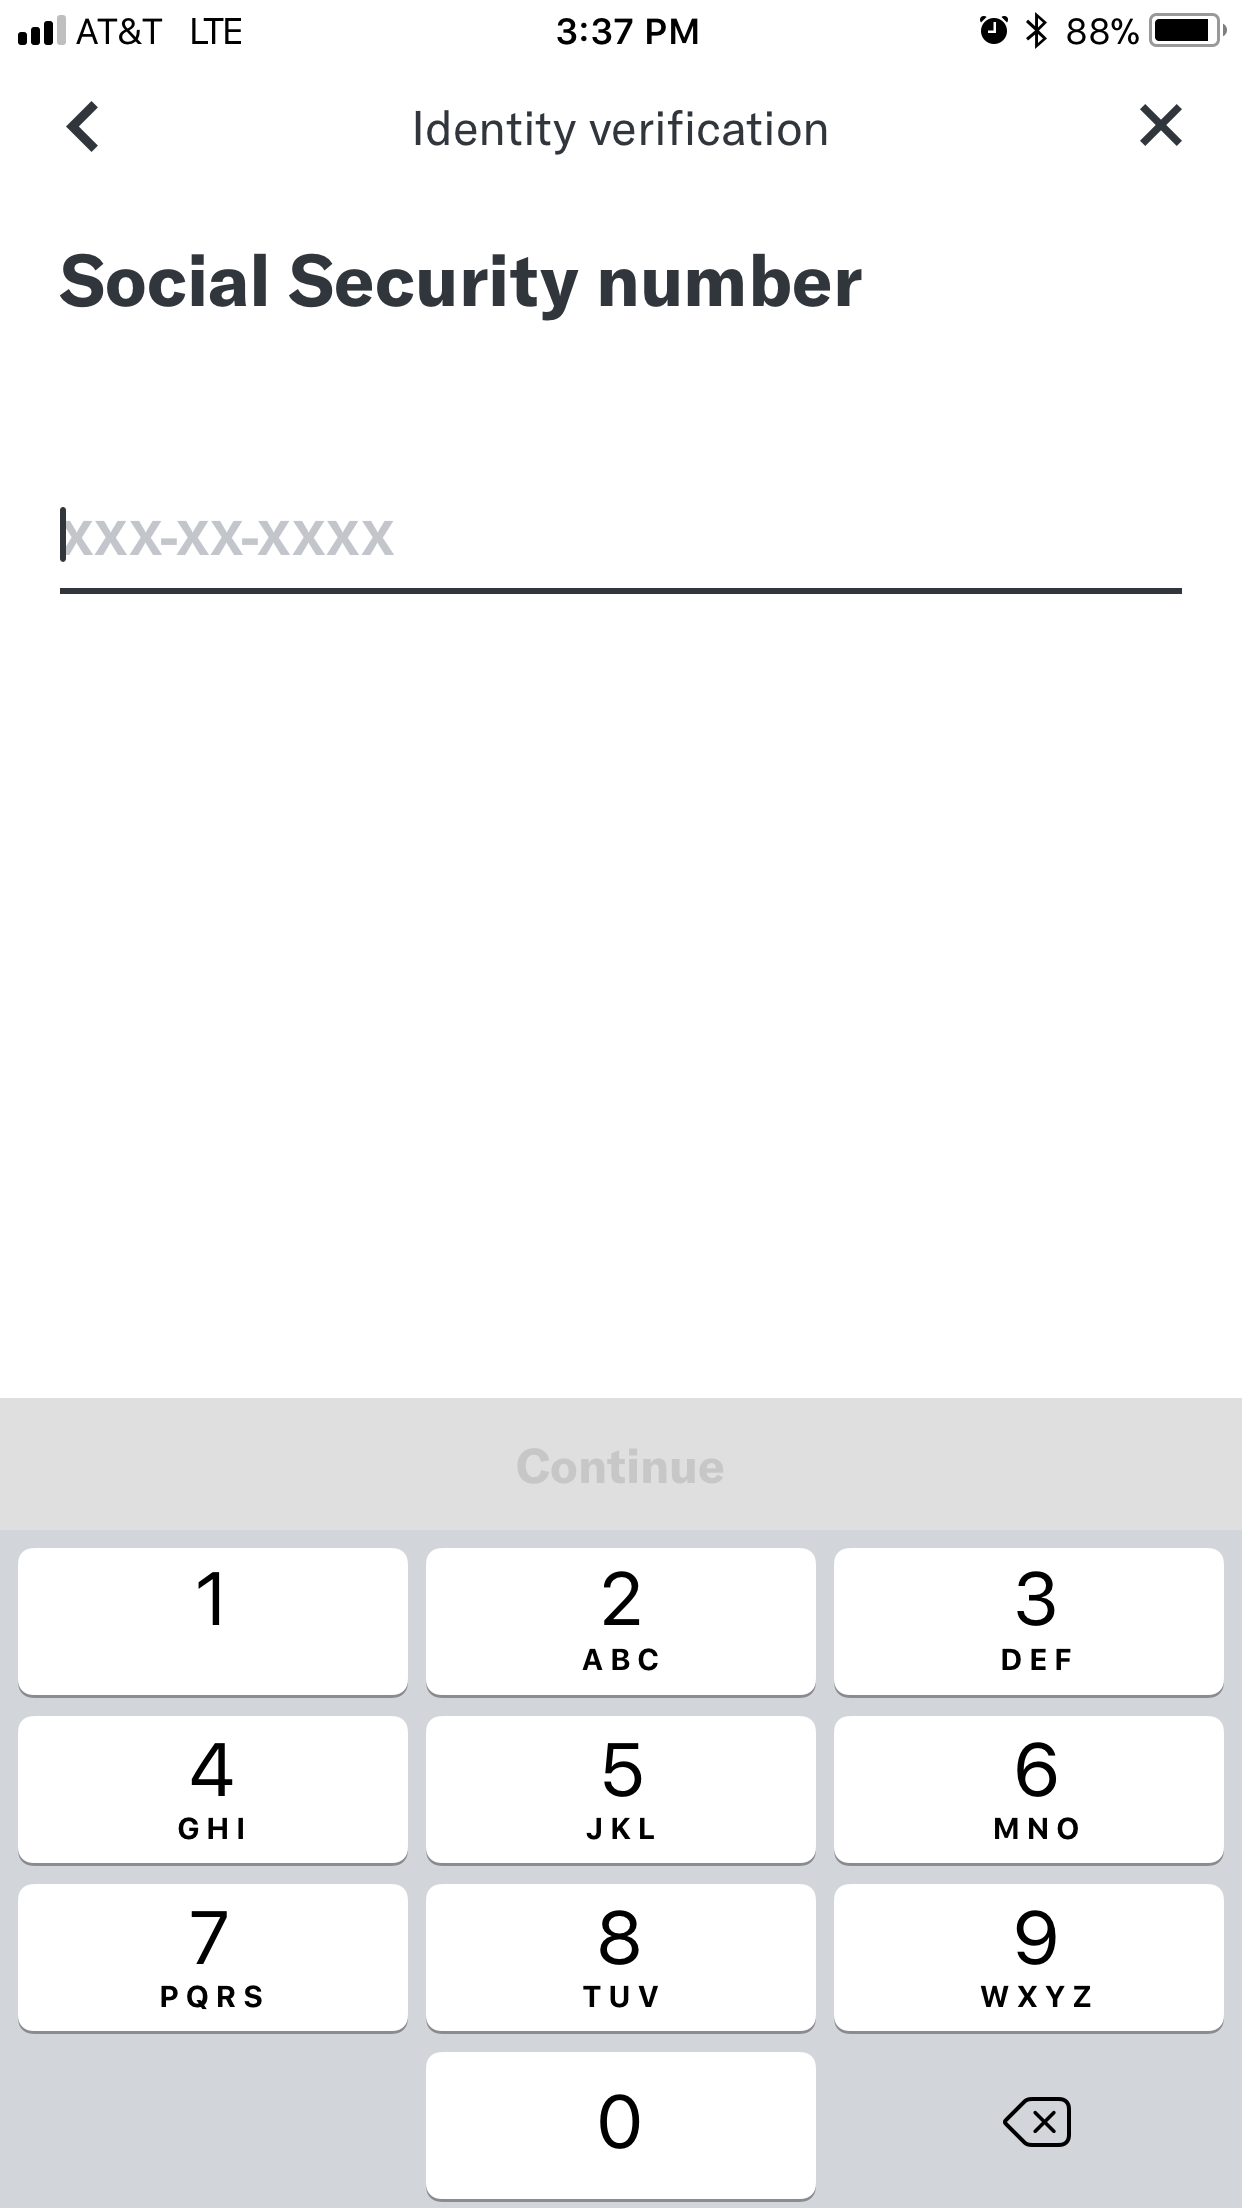 AT&T LTE 3:37 PM 88%
Identity verification
Social Security number
XXX-XX-XXXX
Continue
1 2 3
ABC DEF
4 5 6
GHI JKL MNO
7 8 9
PQRS TUV WXYZ
0